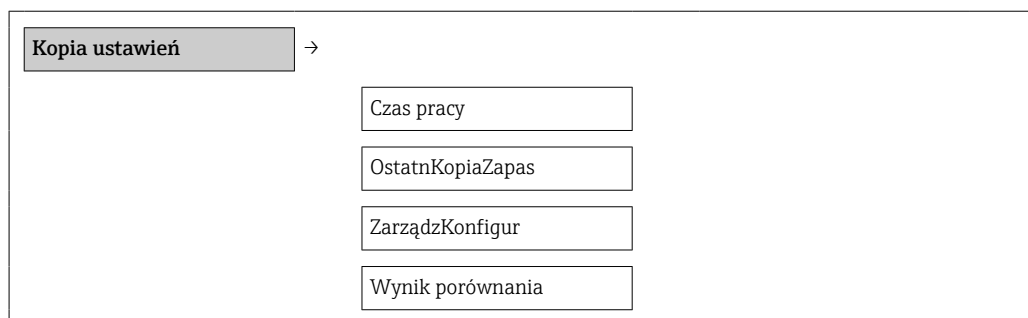 Kopia ustawień →
Czas pracy
OstatnKopiaZapas
ZarządzKonfigur
Wynik porównania